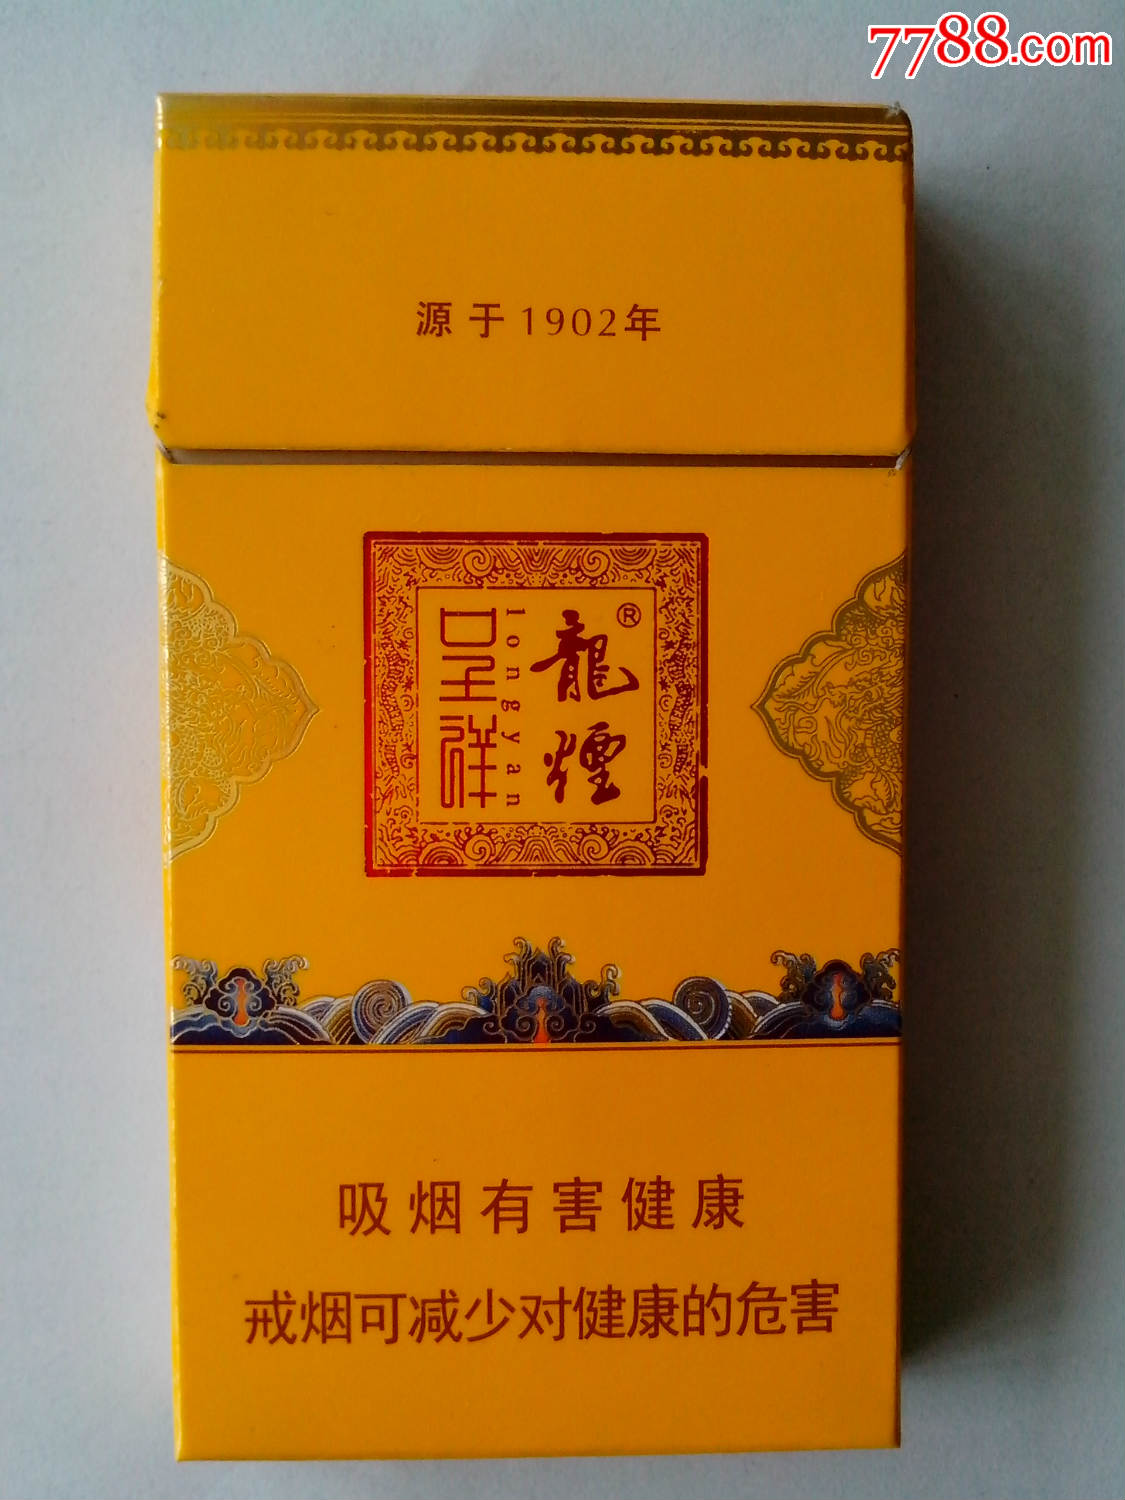 7788.com
源于1902年
龍煙®
longyan
呈祥
吸烟有害健康
戒烟可减少对健康的危害